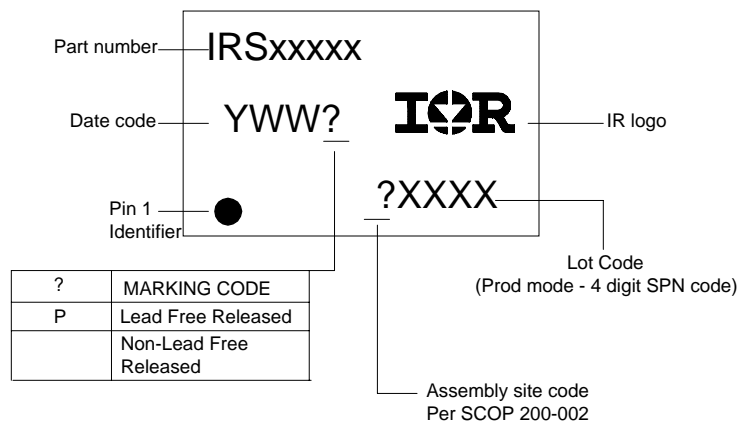 Part number
IRSxxxxx
Date code
YWW?
IOR
IR logo
?XXXX
Pin 1
Identifier
Lot Code
(Prod mode - 4 digit SPN code)
? MARKING CODE
P Lead Free Released
Non-Lead Free
Released
Assembly site code
Per SCOP 200-002